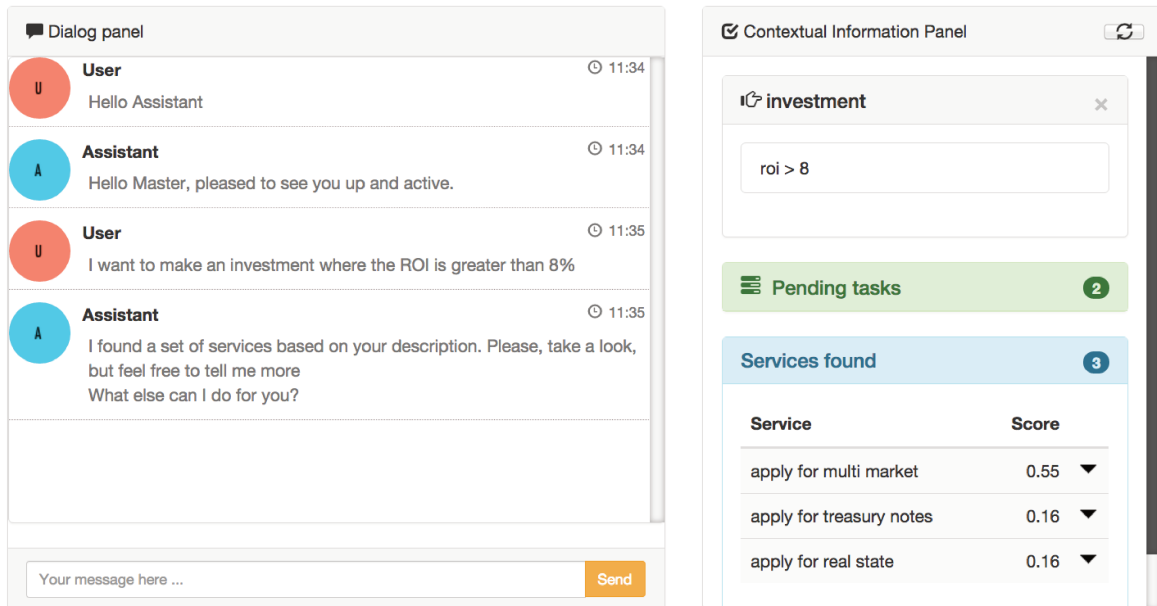 Dialog panel
U
User
11:34
Hello Assistant
A
Assistant
11:34
Hello Master, pleased to see you up and active.
U
User
11:35
I want to make an investment where the ROI is greater than 8%
A
Assistant
11:35
I found a set of services based on your description. Please, take a look,
but feel free to tell me more
What else can I do for you?
Your message here ...
Send
Contextual Information Panel
investment
×
roi > 8
Pending tasks
2
Services found
3
Service Score
apply for multi market 0.55
apply for treasury notes 0.16
apply for real state 0.16